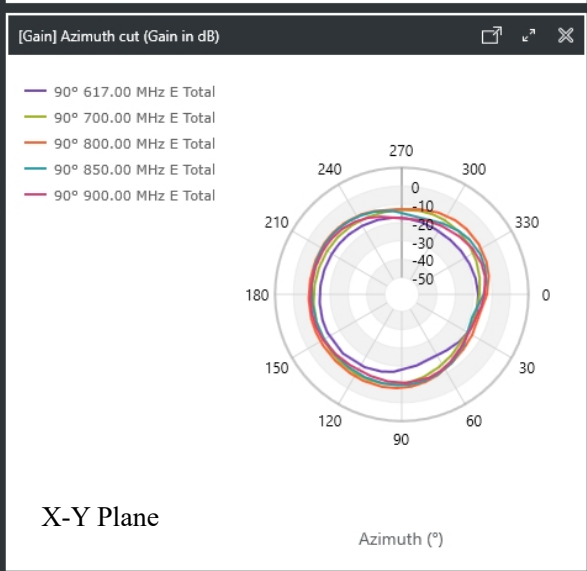 [Gain] Azimuth cut (Gain in dB)
90° 617.00 MHz E Total
90° 700.00 MHz E Total
90° 800.00 MHz E Total
90° 850.00 MHz E Total
90° 900.00 MHz E Total
270
240
300
0
-10
210
330
-20
-30
-40
-50
180
0
150
30
120
60
90
X-Y Plane
Azimuth (°)